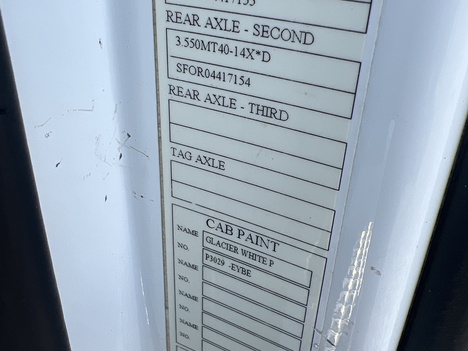 REAR AXLE - SECOND
3.550MT40-14X*D
SFOR04417154
REAR AXLE - THIRD
TAG AXLE
CAB PAINT
NAME GLACIER WHITE P
NO. P3029 -EYBE
NAME
NO.
NAME
NO.
NAME
NO.